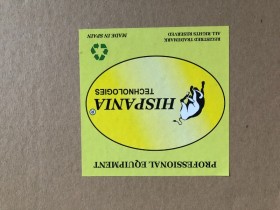 PROFESSIONAL EQUIPMENT
HISPANIA®
TECHNOLOGIES
MADE IN SPAIN
REGISTERED TRADEMARK
ALL RIGHTS RESERVED